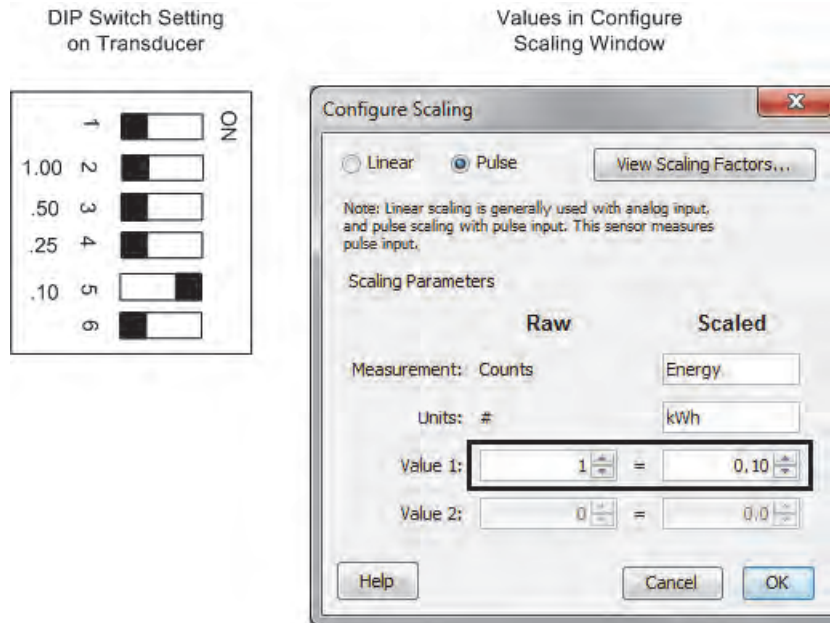 DIP Switch Setting
on Transducer
Values in Configure
Scaling Window
ON
1
1.00 2
.50 3
.25 4
.10 5
6
Configure Scaling
Linear Pulse View Scaling Factors...
Note: Linear scaling is generally used with analog input,
and pulse scaling with pulse input. This sensor measures
pulse input.
Scaling Parameters
Raw Scaled
Measurement: Counts Energy
Units: # kWh
Value 1: 1 = 0.10
Value 2: 0 = 0.0
Help Cancel OK